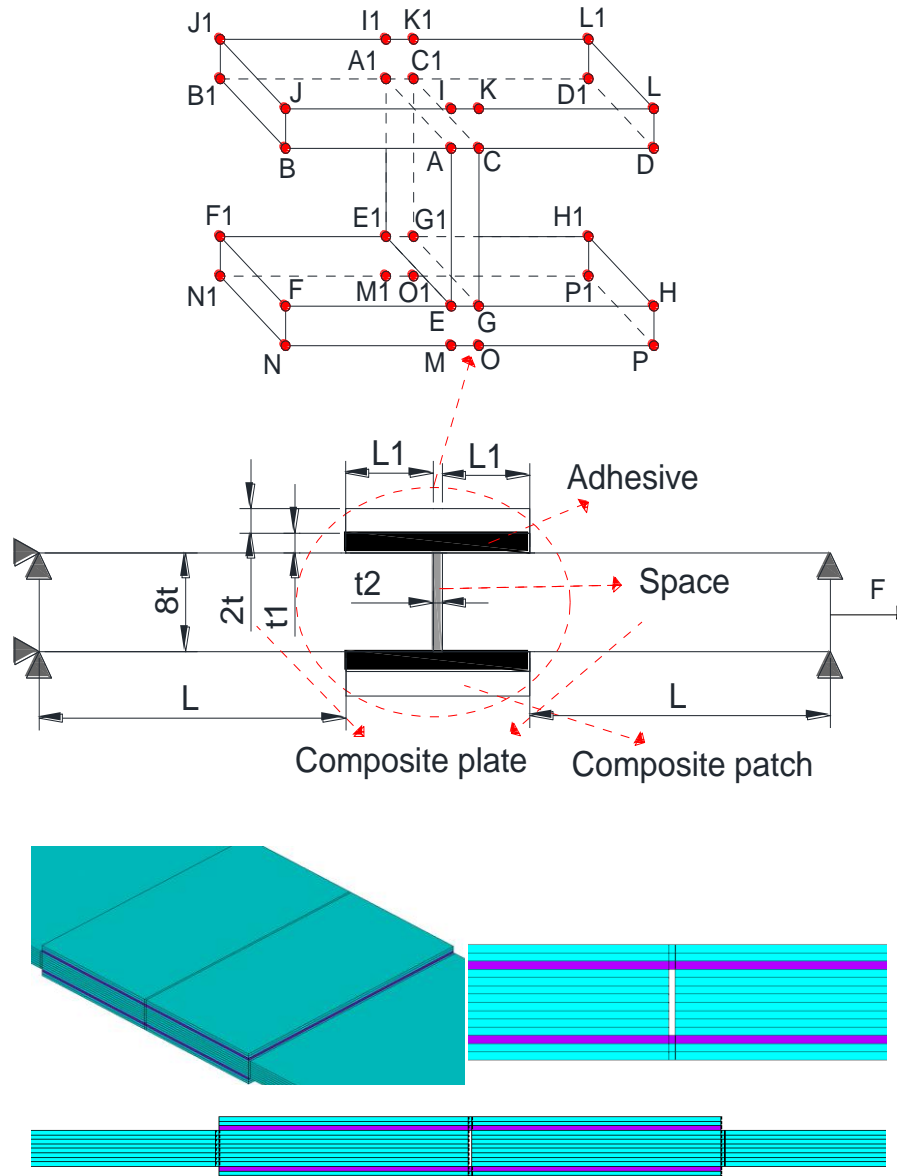 J1 I1 K1 L1
A1 C1
B1 J I K D1 L
B A C D
F1 E1 G1 H1
N1 F M1 O1 P1 H
E G
N M O P
L1 L1
Adhesive
8t 2t t1 t2 Space F
L L
Composite plate
Composite patch